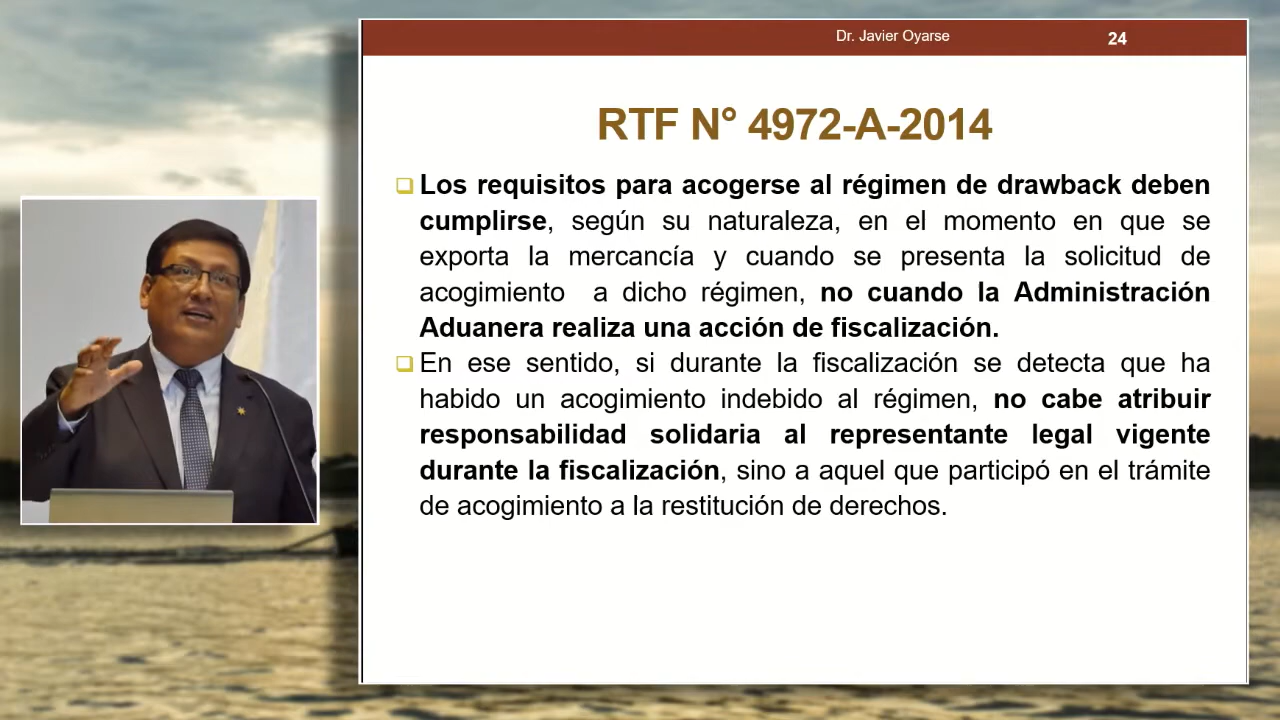 Dr. Javier Oyarse
24
RTF N° 4972-A-2014
Los requisitos para acogerse al régimen de drawback deben
cumplirse, según su naturaleza, en el momento en que se
exporta la mercancía y cuando se presenta la solicitud de
acogimiento a dicho régimen, no cuando la Administración
Aduanera realiza una acción de fiscalización.
En ese sentido, si durante la fiscalización se detecta que ha
habido un acogimiento indebido al régimen, no cabe atribuir
responsabilidad solidaria al representante legal vigente
durante la fiscalización, sino a aquel que participó en el trámite
de acogimiento a la restitución de derechos.